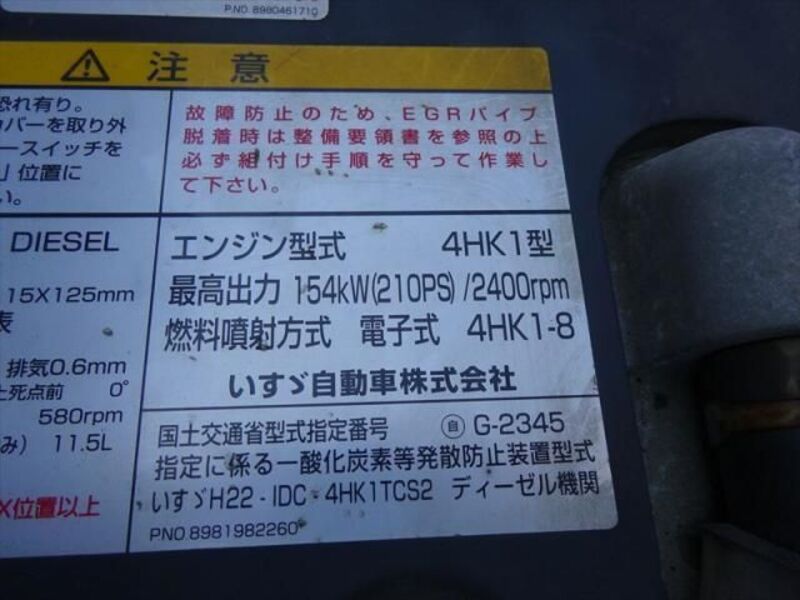 P.NO. 8980461710
注意
恐れ有り。
カバーを取り外
ースイッチを
」位置に
い。
故障防止のため、EGRパイプ
脱着時は整備要領書を参照の上
必ず組付け手順を守って作業し
て下さい。
DIESEL
15X125mm
表
排気0.6mm
上死点前 0°
580rpm
み) 11.5L
X位置以上
エンジン型式 4HK1型
最高出力 154kW(210PS)/2400rpm
燃料噴射方式 電子式 4HK1-8
いすゞ自動車株式会社
国土交通省型式指定番号 ㊀自 G-2345
指定に係る一酸化炭素等発散防止装置型式
いすゞH22-IDC-4HK1TCS2 ディーゼル機関
PNO.8981982260